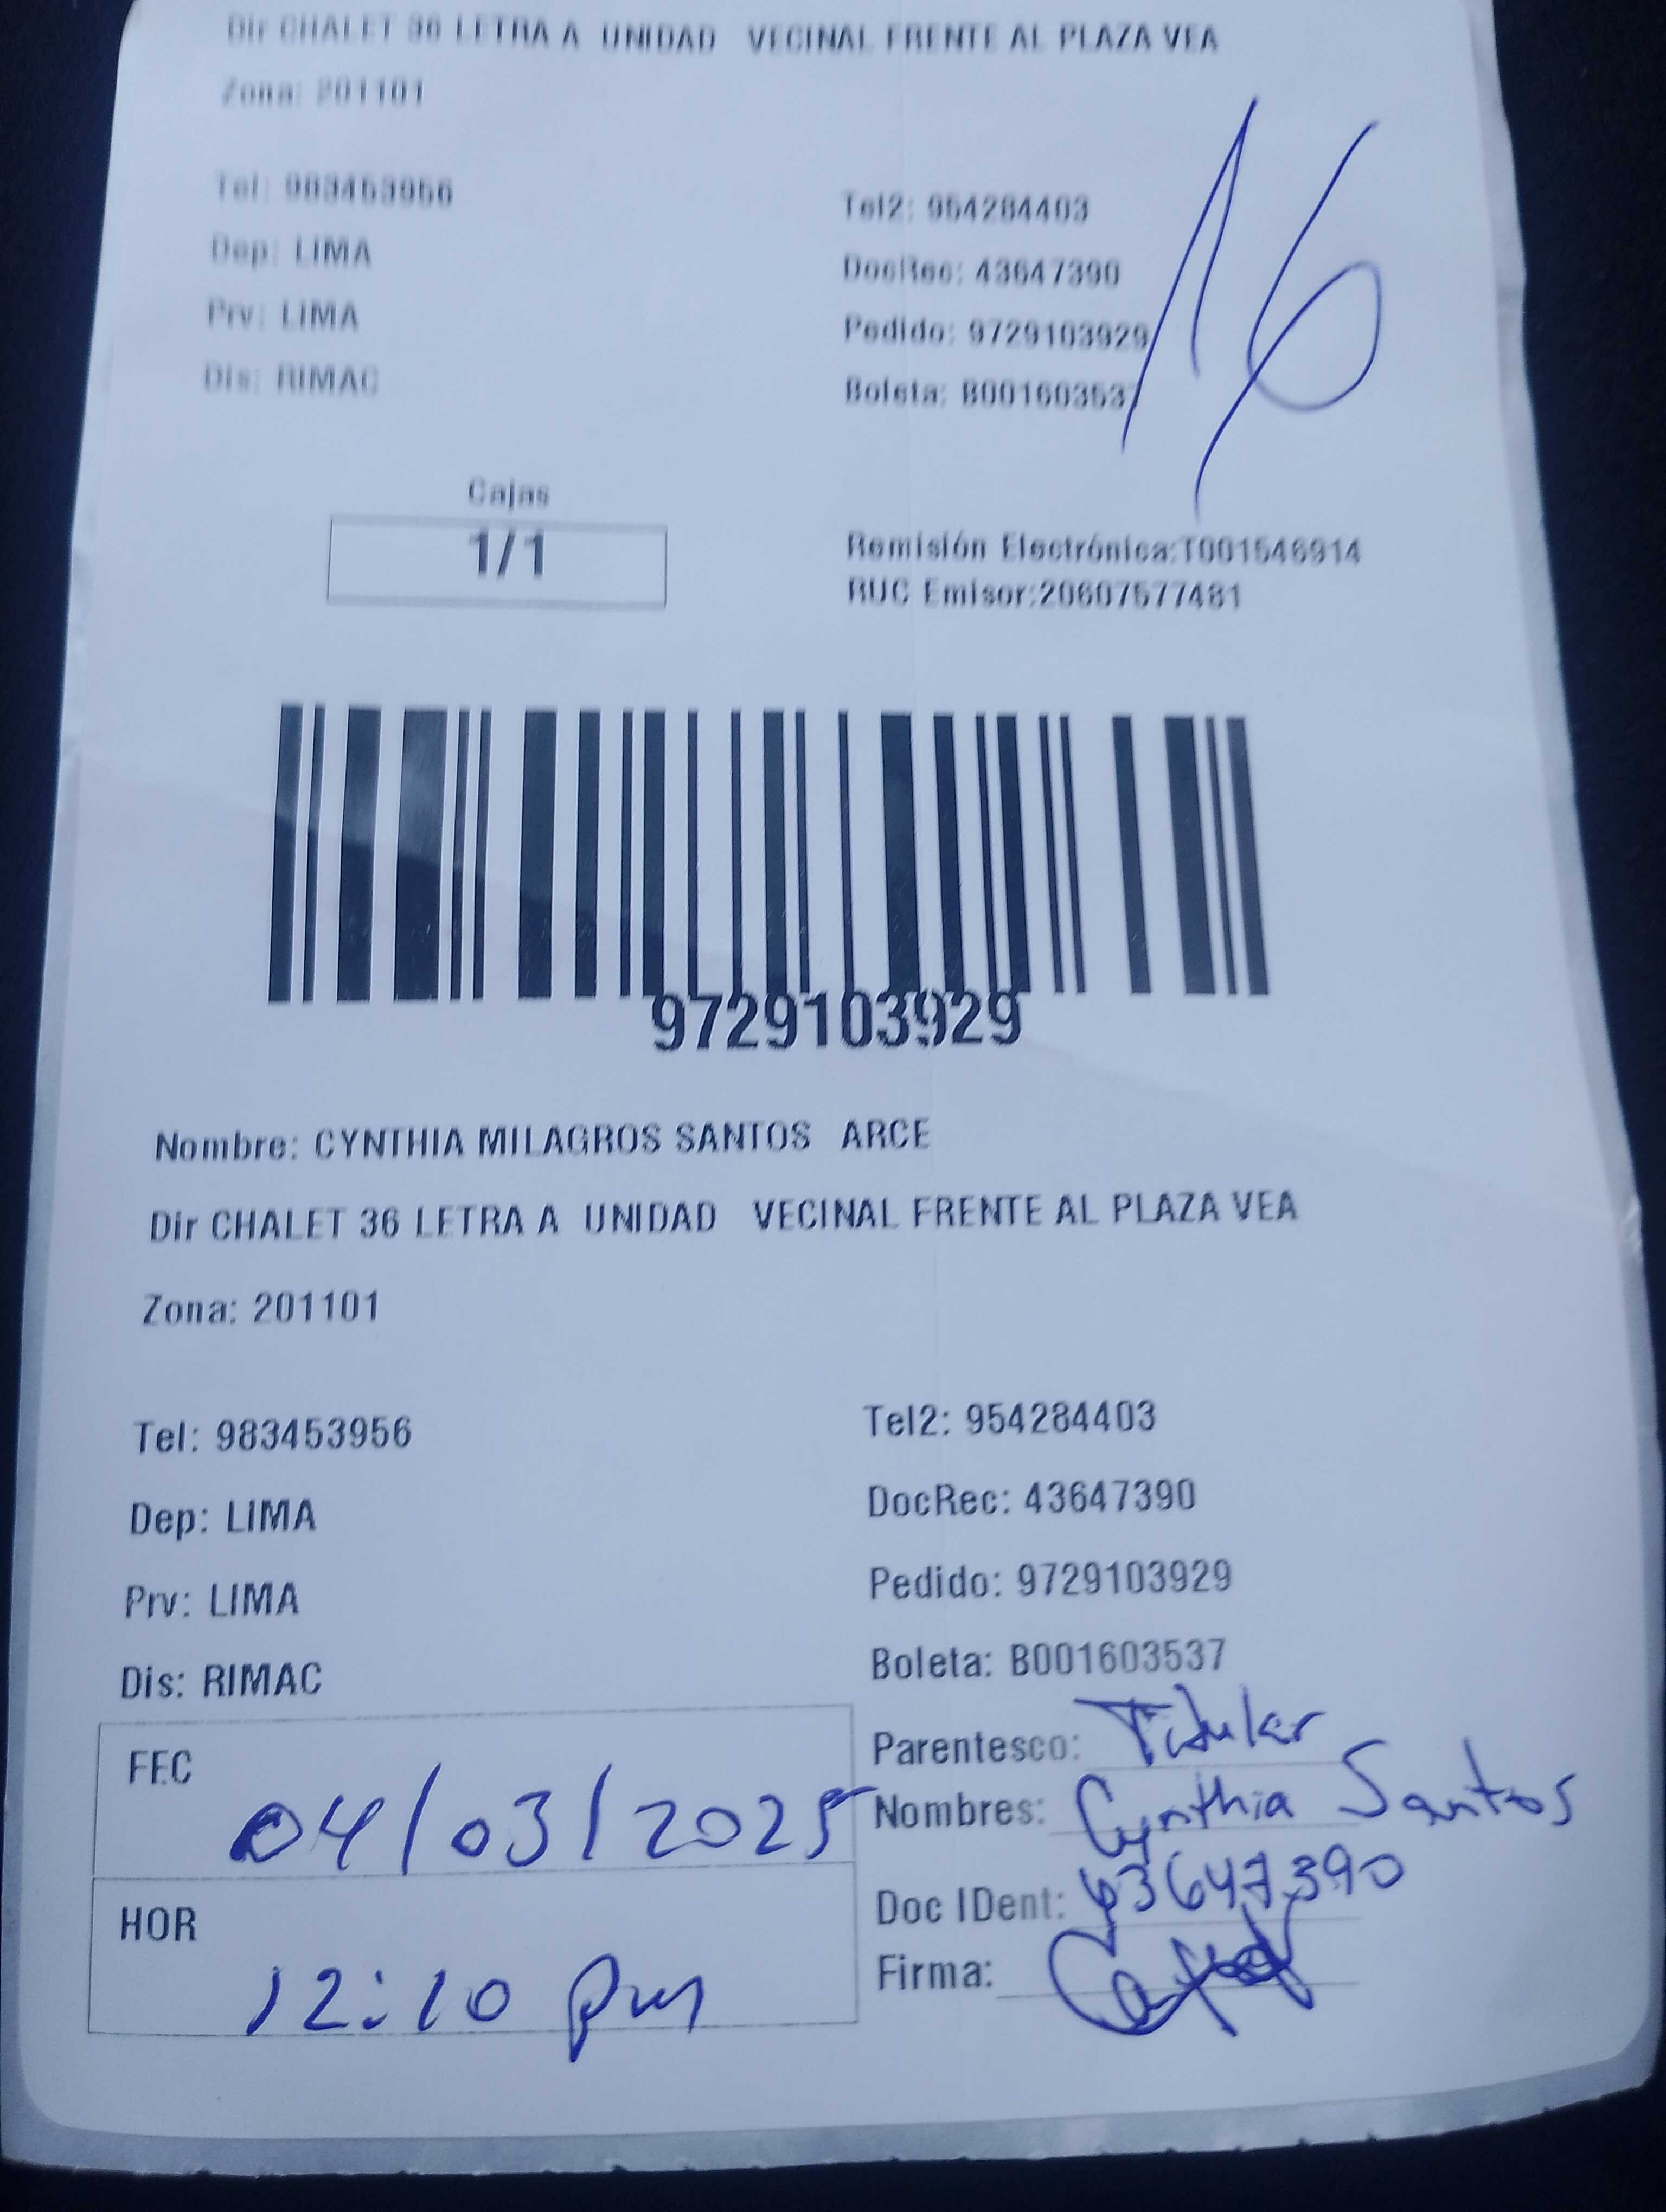 Dir CHALET 36 LETRA A UNIDAD VECINAL FRENTE AL PLAZA VEA
Zona: 201101
16
Tel: 983453956
Tel2: 954284403
Dep: LIMA
DocRec: 43647390
Prv: LIMA
Pedido: 9729103929
Dis: RIMAC
Boleta: B001603537
Cajas
1/1
Remisión Electrónica:T001546914
RUC Emisor:20607577481
9729103929
Nombre: CYNTHIA MILAGROS SANTOS ARCE
Dir CHALET 36 LETRA A UNIDAD VECINAL FRENTE AL PLAZA VEA
Zona: 201101
Tel: 983453956
Tel2: 954284403
Dep: LIMA
DocRec: 43647390
Prv: LIMA
Pedido: 9729103929
Dis: RIMAC
Boleta: B001603537
FEC
04/03/2025
HOR
12:10 pm
Parentesco: Titular
Nombres: Cynthia Santos
Doc IDent: 43647390
Firma: